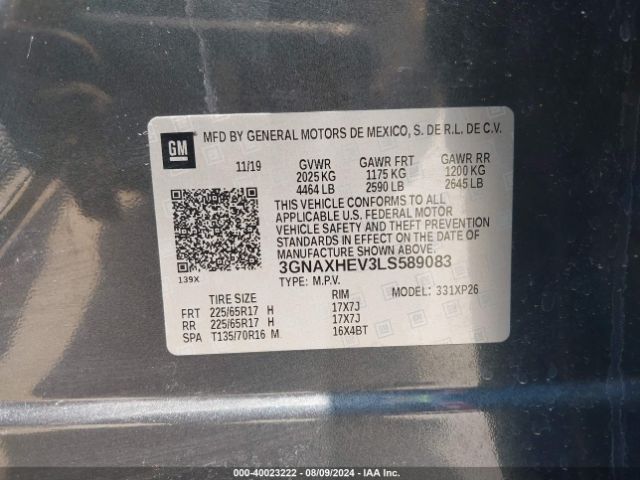 GM
MFD BY GENERAL MOTORS DE MEXICO, S. DE R.L. DE C.V.
11/19 GVWR GAWR FRT GAWR RR
2025 KG 1175 KG 1200 KG
4464 LB 2590 LB 2645 LB
THIS VEHICLE CONFORMS TO ALL
APPLICABLE U.S. FEDERAL MOTOR
VEHICLE SAFETY AND THEFT PREVENTION
STANDARDS IN EFFECT ON THE DATE OF
MANUFACTURE SHOWN ABOVE.
3GNAXHEV3LS589083
139X TYPE: M.P.V.
TIRE SIZE RIM MODEL: 331XP26
FRT 225/65R17 H 17X7J
RR 225/65R17 H 17X7J
SPA T135/70R16 M 16X4BT
000-40023222 - 08/09/2024 - IAA Inc.